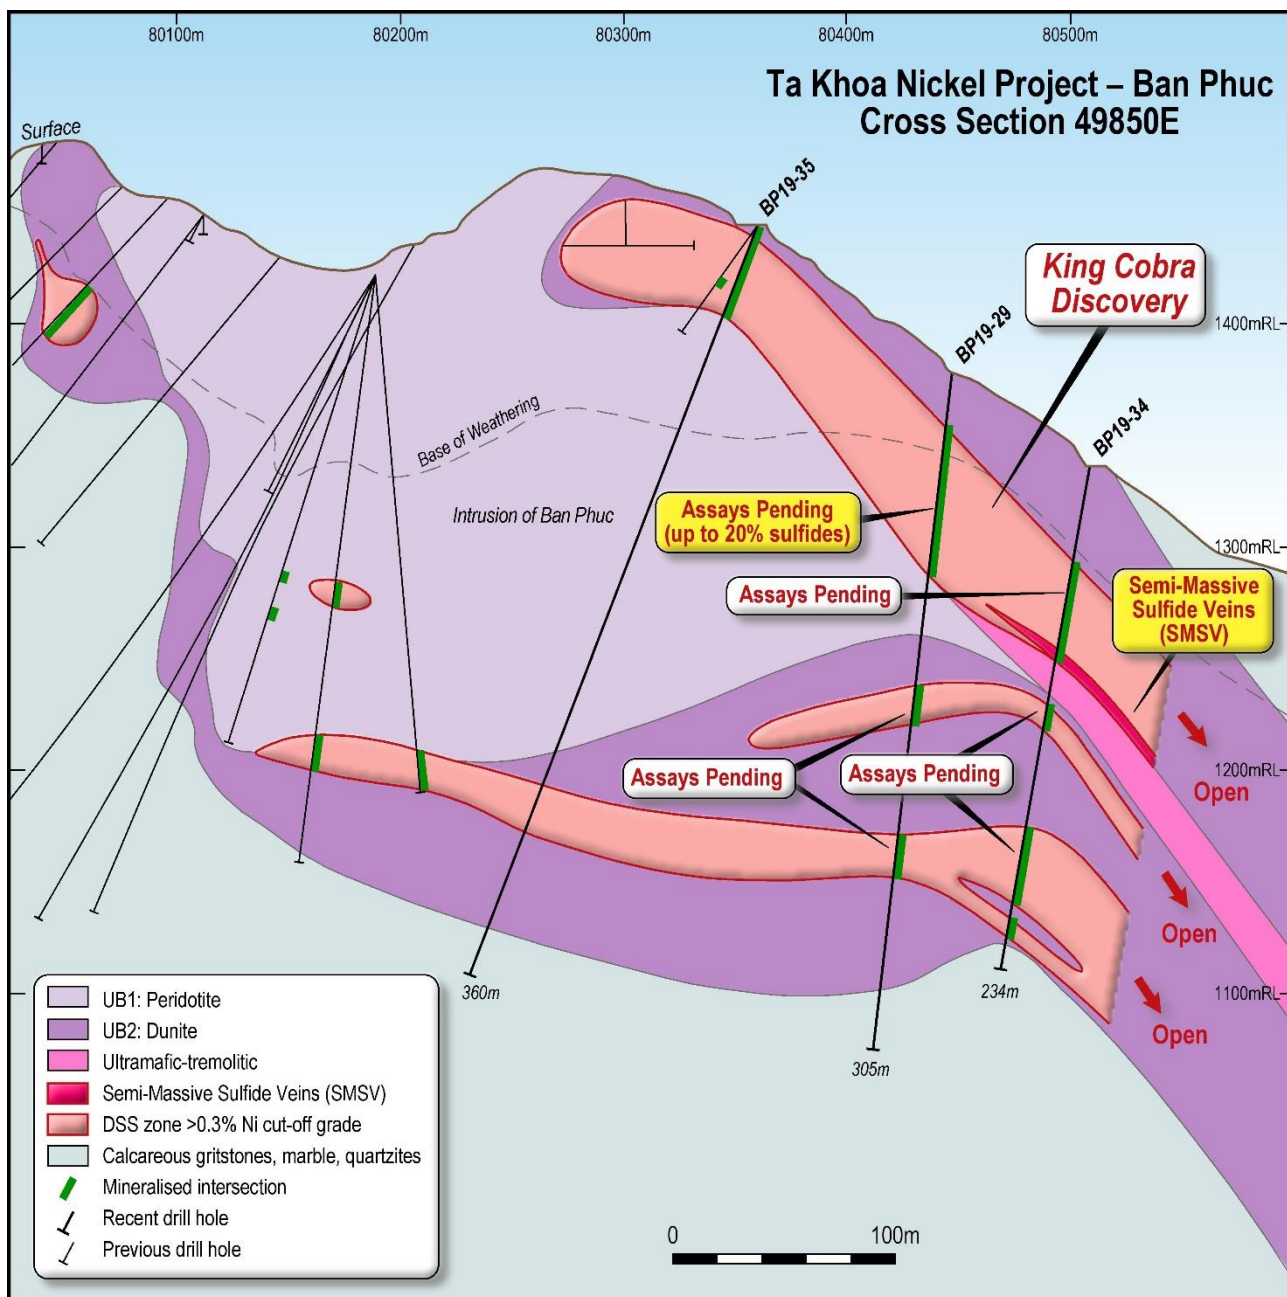 80100m
80200m
80300m
80400m
80500m
Ta Khoa Nickel Project – Ban Phuc
Cross Section 49850E
Surface
BP19-35
King Cobra
Discovery
BP19-29
1400mRL
BP19-34
Base of Weathering
Intrusion of Ban Phuc
Assays Pending
(up to 20% sulfides)
1300mRL
Assays Pending
Semi-Massive
Sulfide Veins
(SMSV)
Assays Pending
Assays Pending
1200mRL
Open
Open
360m
234m
1100mRL
Open
305m
UB1: Peridotite
UB2: Dunite
Ultramafic-tremolitic
Semi-Massive Sulfide Veins (SMSV)
DSS zone >0.3% Ni cut-off grade
Calcareous gritstones, marble, quartzites
Mineralised intersection
Recent drill hole
Previous drill hole
0
100m